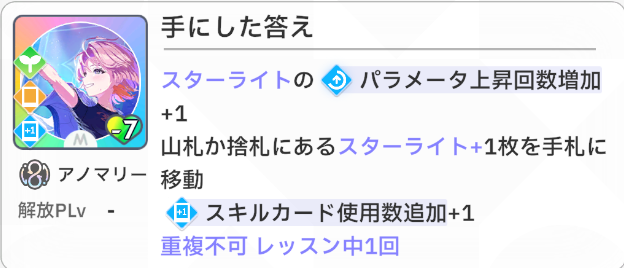 手にした答え
スターライトの パラメータ上昇回数増加
+1
山札か捨札にあるスターライト+1枚を手札に
移動
+1 スキルカード使用数追加+1
重複不可 レッスン中1回
+1
-7
M
アノマリー
解放PLv -